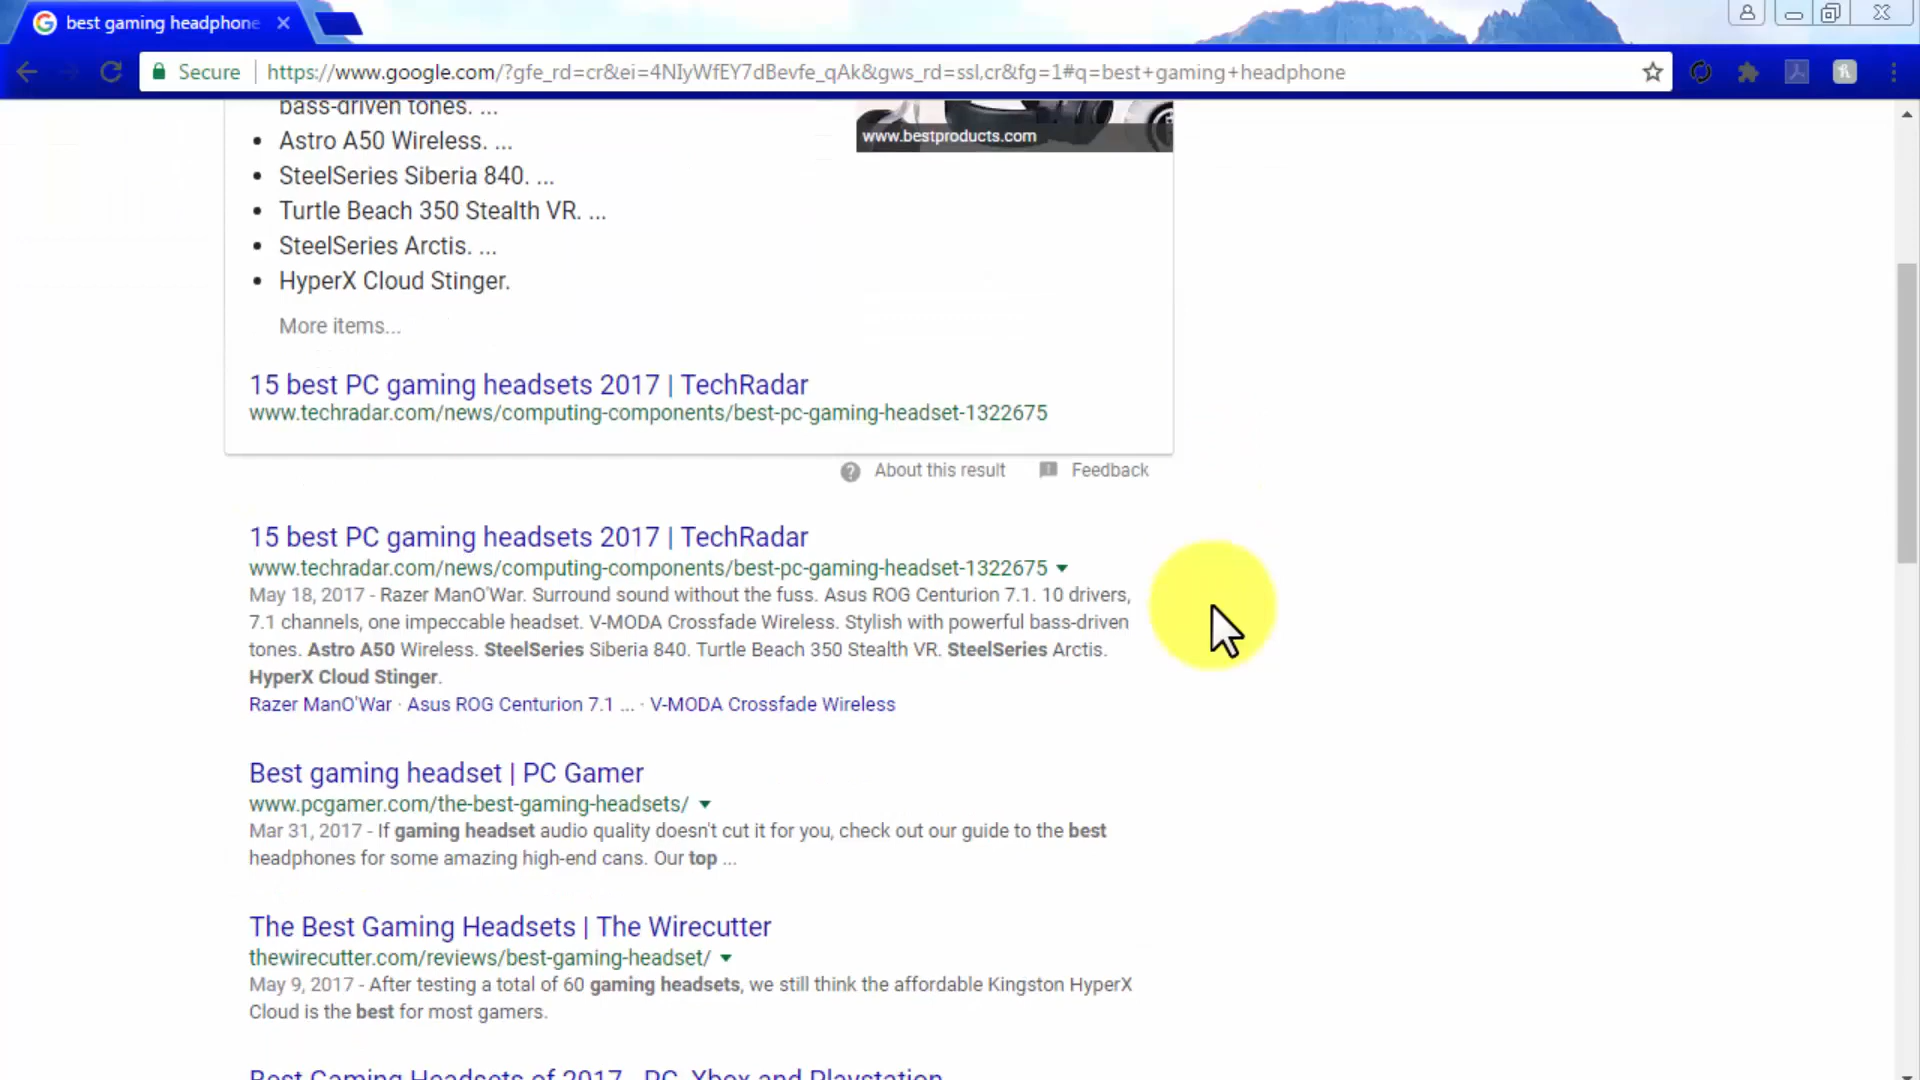 best gaming headphone
Secure
https://www.google.com/?gfe_rd=cr&ei=4NIyWfEY7dBevfe_qAk&gws_rd=ssl,cr&fg=1#q=best+gaming+headphone
bass-driven tones. ...
www.bestproducts.com
Astro A50 Wireless. ...
SteelSeries Siberia 840. ...
Turtle Beach 350 Stealth VR. ...
SteelSeries Arctis. ...
HyperX Cloud Stinger.
More items...
15 best PC gaming headsets 2017 | TechRadar
www.techradar.com/news/computing-components/best-pc-gaming-headset-1322675
About this result
Feedback
15 best PC gaming headsets 2017 | TechRadar
www.techradar.com/news/computing-components/best-pc-gaming-headset-1322675
May 18, 2017 - Razer ManO'War. Surround sound without the fuss. Asus ROG Centurion 7.1. 10 drivers,
7.1 channels, one impeccable headset. V-MODA Crossfade Wireless. Stylish with powerful bass-driven
tones. Astro A50 Wireless. SteelSeries Siberia 840. Turtle Beach 350 Stealth VR. SteelSeries Arctis.
HyperX Cloud Stinger.
Razer ManO'War · Asus ROG Centurion 7.1 ... · V-MODA Crossfade Wireless
Best gaming headset | PC Gamer
www.pcgamer.com/the-best-gaming-headsets/
Mar 31, 2017 - If gaming headset audio quality doesn't cut it for you, check out our guide to the best
headphones for some amazing high-end cans. Our top ...
The Best Gaming Headsets | The Wirecutter
thewirecutter.com/reviews/best-gaming-headset/
May 9, 2017 - After testing a total of 60 gaming headsets, we still think the affordable Kingston HyperX
Cloud is the best for most gamers.
Best Gaming Headsets of 2017 - PC, Xbox and Playstation